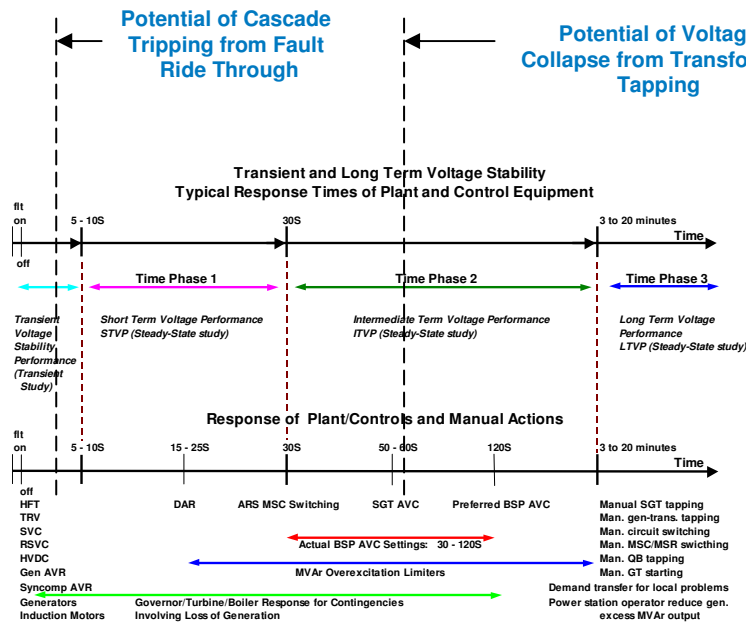 Potential of Cascade
Tripping from Fault
Ride Through
Potential of Voltag
Collapse from Transfo
Tapping
Transient and Long Term Voltage Stability
Typical Response Times of Plant and Control Equipment
flt
on
5 - 10S
30S
3 to 20 minutes
Time
off
Time Phase 1
Time Phase 2
Time Phase 3
Transient
Voltage
Stability
Performance
(Transient
Study)
Short Term Voltage Performance
STVP (Steady-State study)
Intermediate Term Voltage Performance
ITVP (Steady-State study)
Long Term Voltage
Performance
LTVP (Steady-State study)
Response of Plant/Controls and Manual Actions
flt
on
5 - 10S
15 - 25S
30S
50 - 60S
120S
3 to 20 minutes
Time
off
HFT
TRV
SVC
RSVC
HVDC
Gen AVR
Syncomp AVR
Generators
Induction Motors
DAR
ARS MSC Switching
SGT AVC
Preferred BSP AVC
Actual BSP AVC Settings: 30 - 120S
MVAr Overexcitation Limiters
Governor/Turbine/Boiler Response for Contingencies
Involving Loss of Generation
Manual SGT tapping
Man. gen-trans. tapping
Man. circuit switching
Man. MSC/MSR swicthing
Man. QB tapping
Man. GT starting
Demand transfer for local problems
Power station operator reduce gen.
excess MVAr output